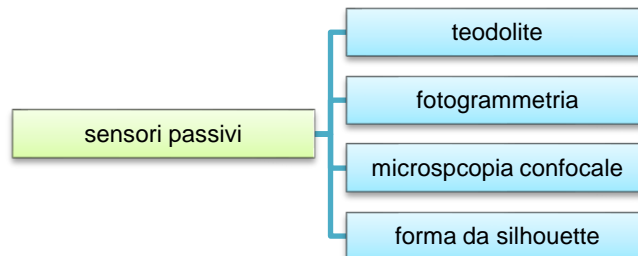 teodolite
fotogrammetria
sensori passivi
microspcopia confocale
forma da silhouette